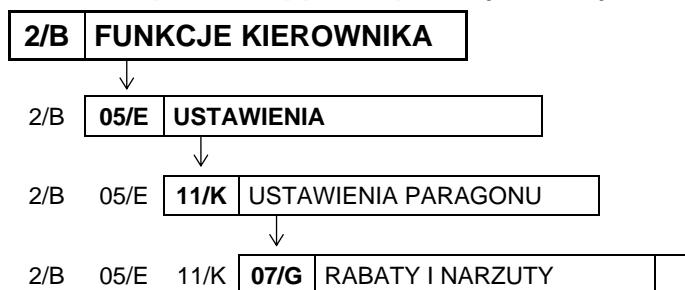 2/B FUNKCJE KIEROWNIKA
2/B 05/E USTAWIENIA
2/B 05/E 11/K USTAWIENIA PARAGONU
2/B 05/E 11/K 07/G RABATY I NARZUTY